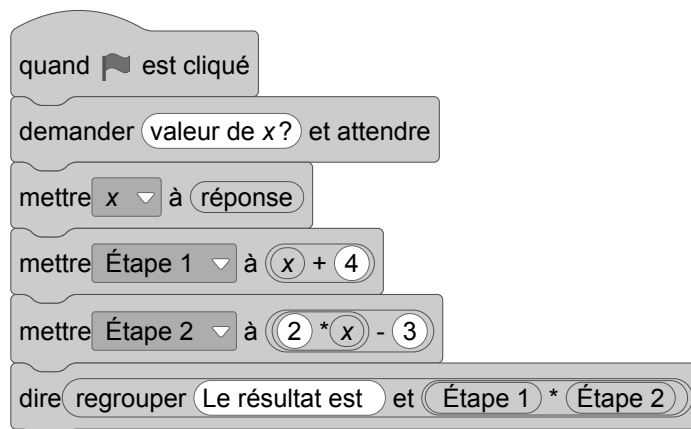 quand est cliqué
demander valeur de x? et attendre
mettre x à réponse
mettre Étape 1 à x + 4
mettre Étape 2 à 2 * x - 3
dire regrouper Le résultat est et Étape 1 * Étape 2